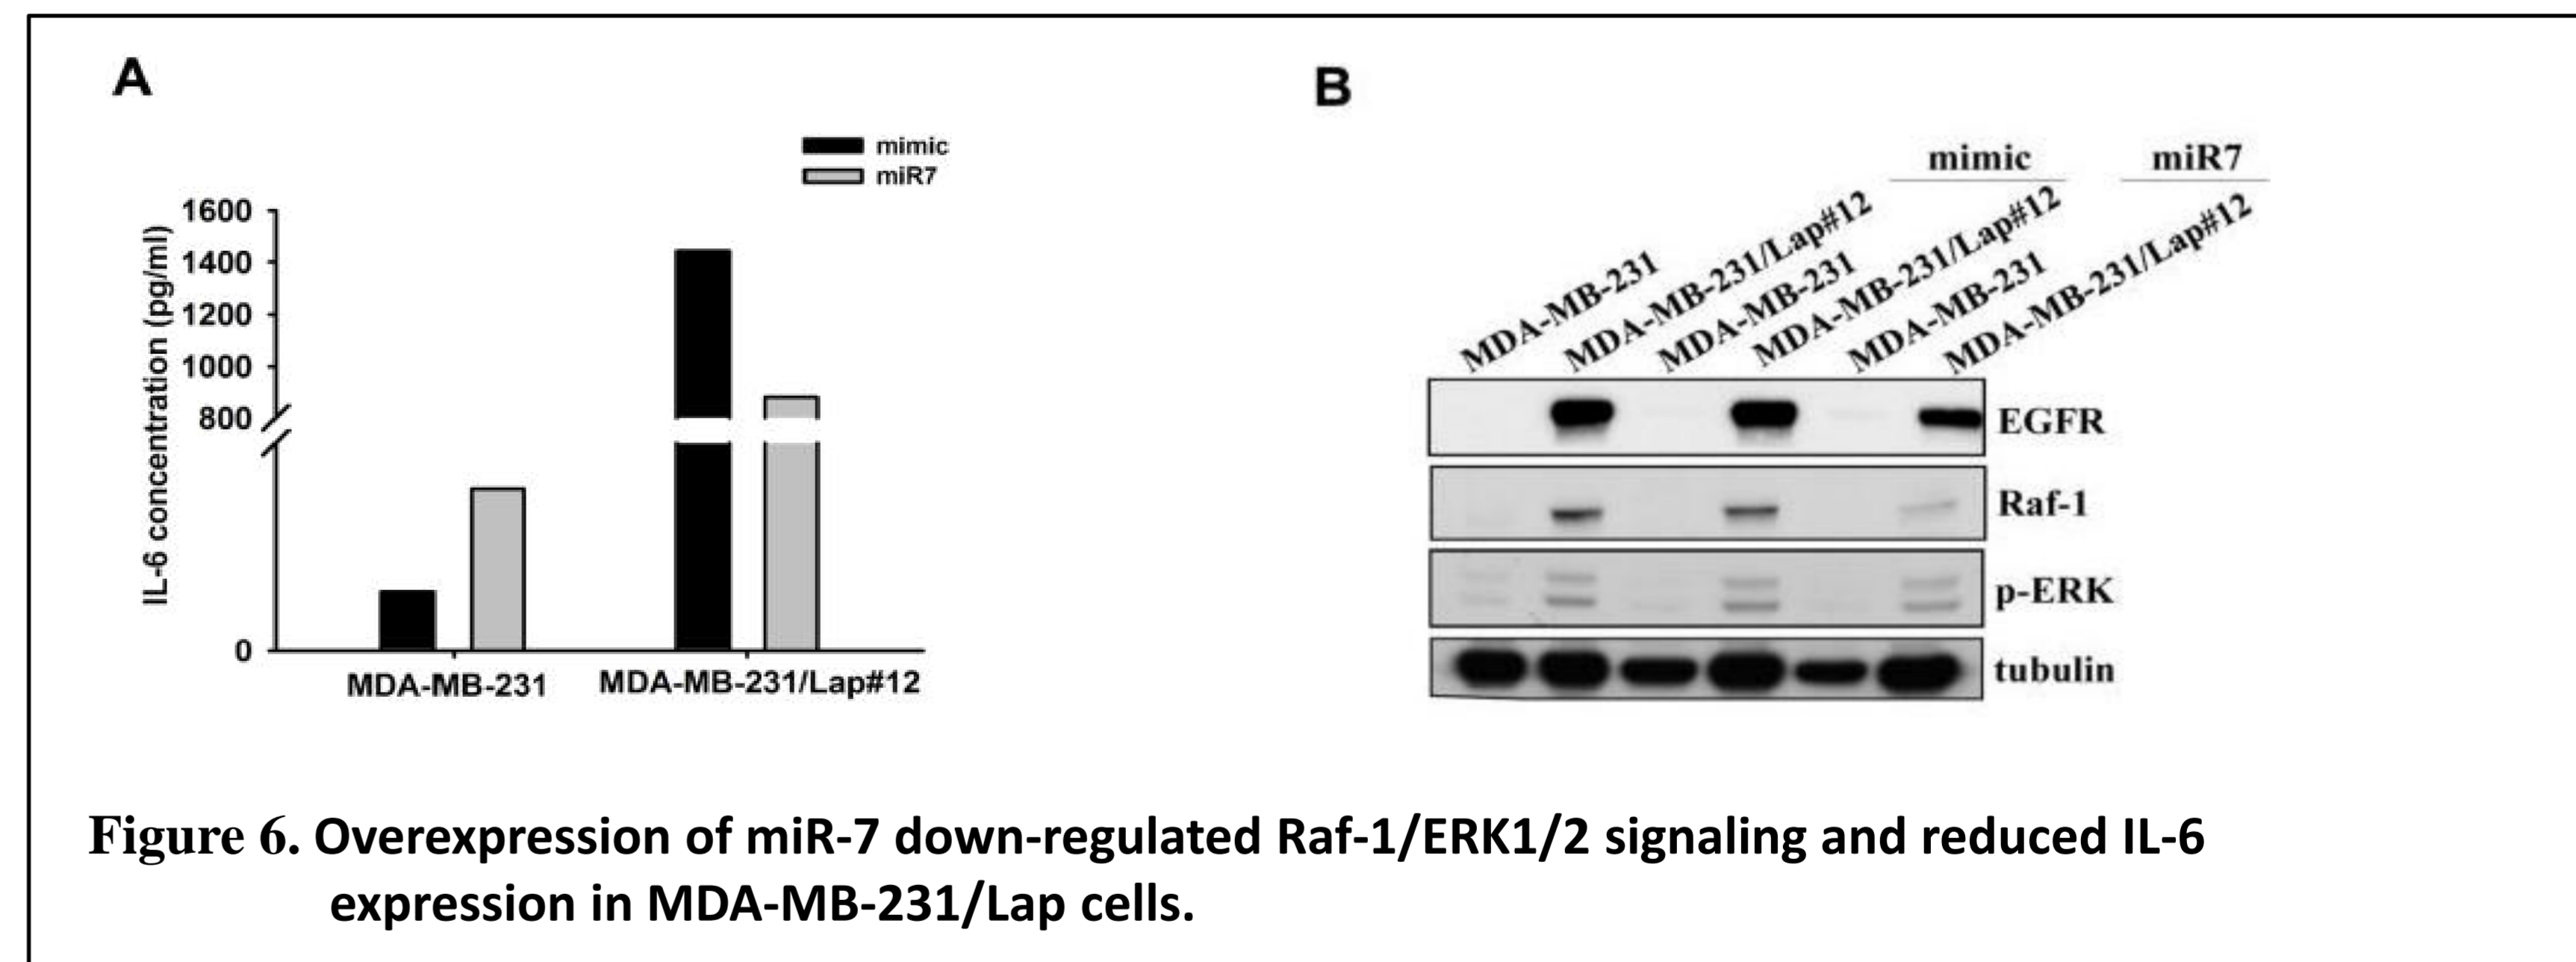 A
mimic
miR7
IL-6 concentration (pg/ml)
1600
1400
1200
1000
800
0
MDA-MB-231
MDA-MB-231/Lap#12
B
mimic
miR7
MDA-MB-231
MDA-MB-231/Lap#12
MDA-MB-231
MDA-MB-231/Lap#12
MDA-MB-231
MDA-MB-231/Lap#12
EGFR
Raf-1
p-ERK
tubulin
Figure 6. Overexpression of miR-7 down-regulated Raf-1/ERK1/2 signaling and reduced IL-6
expression in MDA-MB-231/Lap cells.